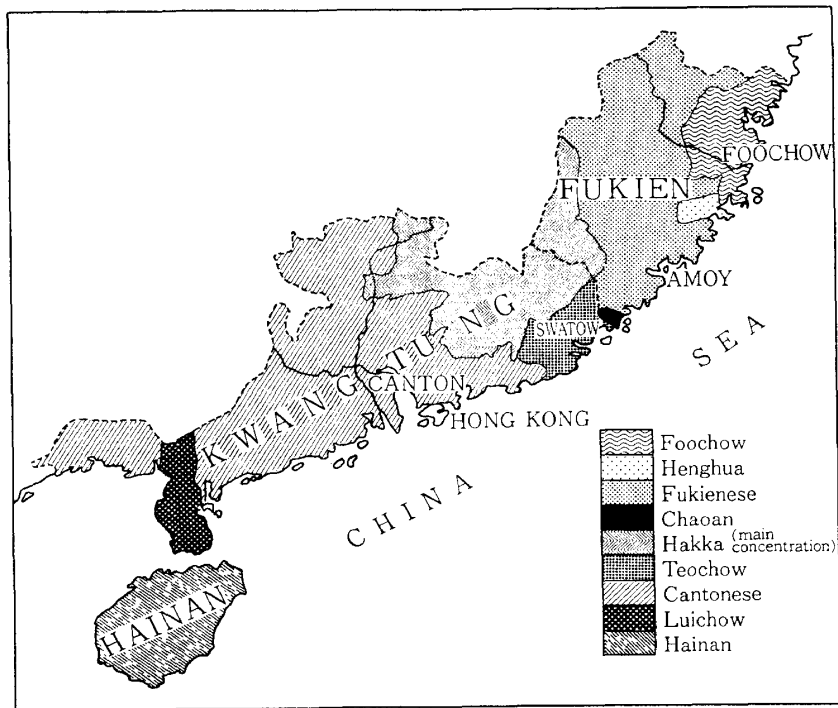 FOOCHOW
FUKIEN
AMOY
SWATOW
KWANGTUNG
CANTON
HONG KONG
SEA
CHINA
HAINAN
Foochow
Henghua
Fukienese
Chaoan
Hakka (main concentration)
Teochow
Cantonese
Luichow
Hainan